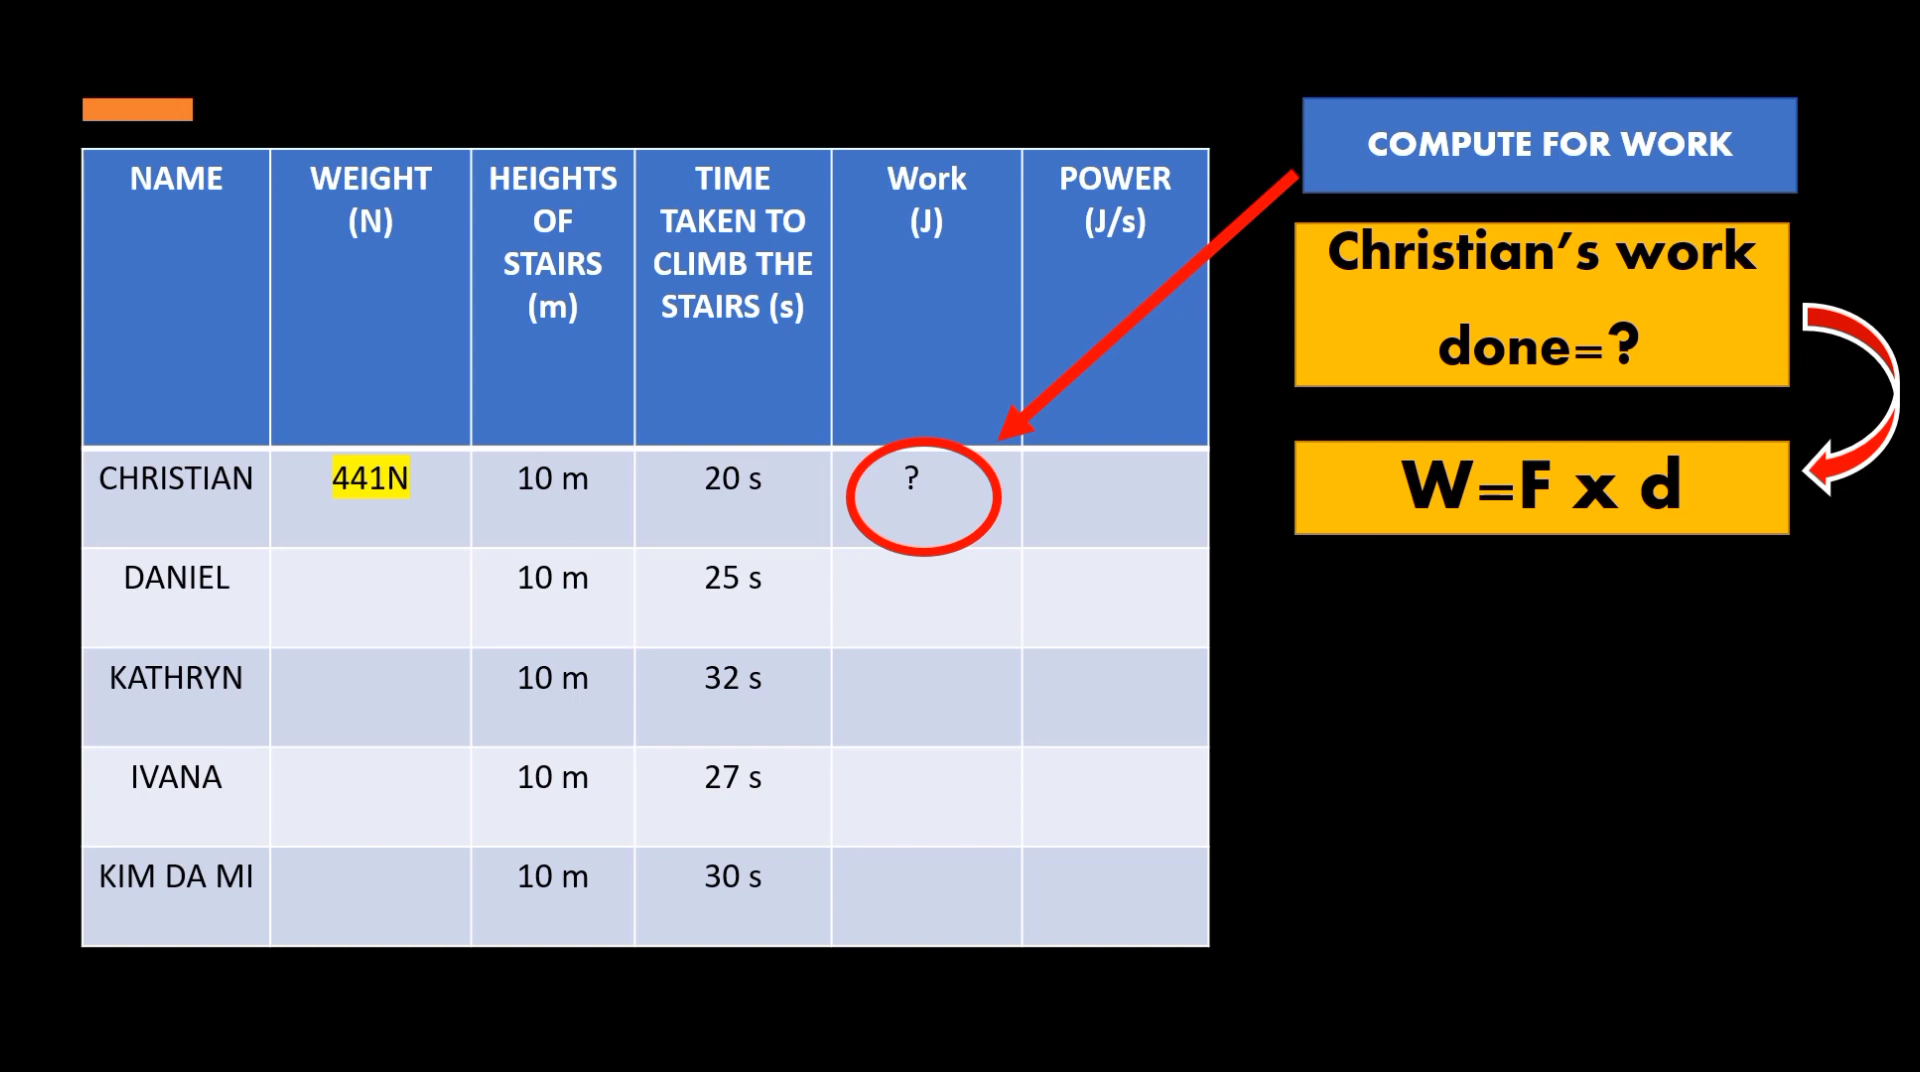 NAME
WEIGHT
(N)
HEIGHTS
OF
STAIRS
(m)
TIME
TAKEN TO
CLIMB THE
STAIRS (s)
Work
(J)
POWER
(J/s)
CHRISTIAN 441N 10 m 20 s ?
DANIEL 10 m 25 s
KATHRYN 10 m 32 s
IVANA 10 m 27 s
KIM DA MI 10 m 30 s
COMPUTE FOR WORK
Christian's work
done=?
W=F x d